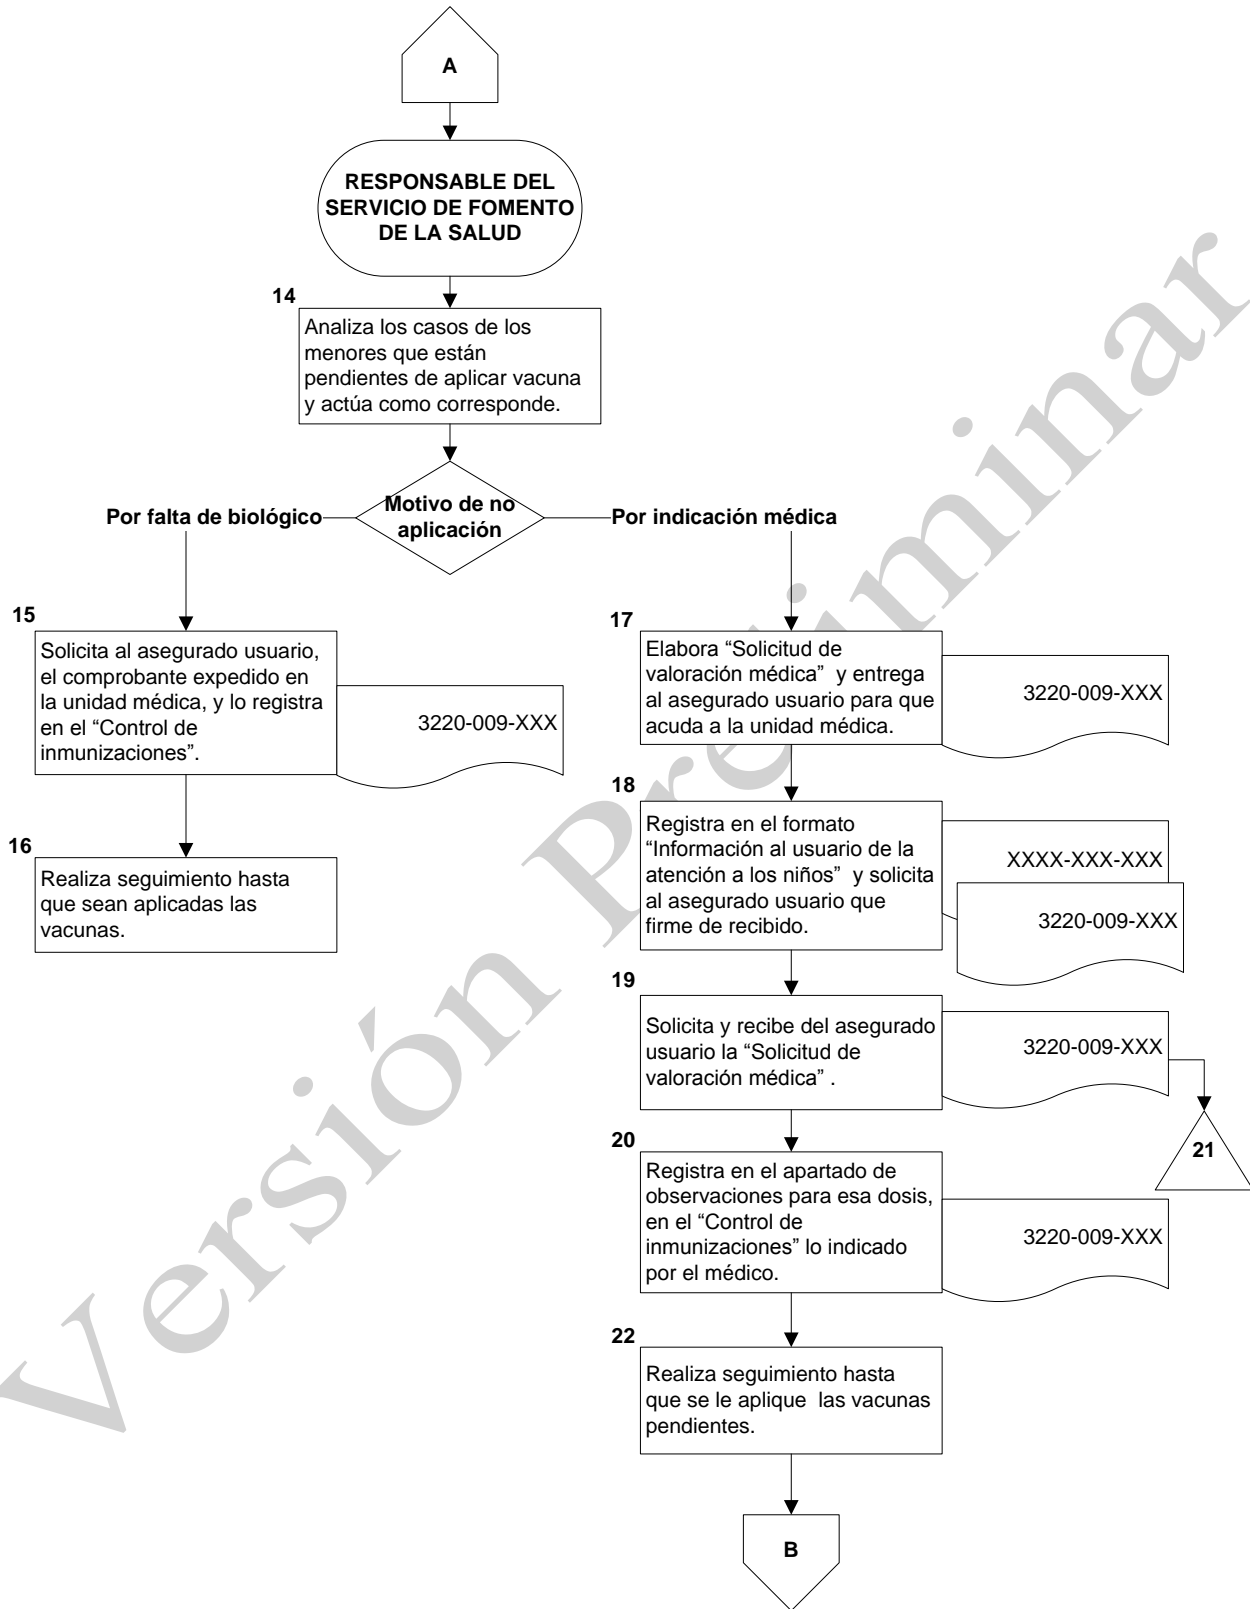 A
RESPONSABLE DEL
SERVICIO DE FOMENTO
DE LA SALUD
14
Analiza los casos de los
menores que están
pendientes de aplicar vacuna
y actúa como corresponde.
Motivo de no
aplicación
Por falta de biológico
Por indicación médica
15
Solicita al asegurado usuario,
el comprobante expedido en
la unidad médica, y lo registra
en el “Control de
inmunizaciones”.
3220-009-XXX
16
Realiza seguimiento hasta
que sean aplicadas las
vacunas.
17
Elabora “Solicitud de
valoración médica”  y entrega
al asegurado usuario para que
acuda a la unidad médica.
3220-009-XXX
18
Registra en el formato
“Información al usuario de la
atención a los niños”  y solicita
al asegurado usuario que
firme de recibido.
XXXX-XXX-XXX
3220-009-XXX
19
Solicita y recibe del asegurado
usuario la “Solicitud de
valoración médica” .
3220-009-XXX
21
20
Registra en el apartado de
observaciones para esa dosis,
en el “Control de
inmunizaciones” lo indicado
por el médico.
3220-009-XXX
22
Realiza seguimiento hasta
que se le aplique  las vacunas
pendientes.
B
Versión Preliminar